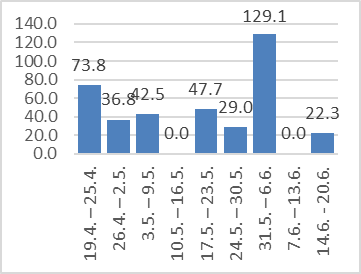 140.0
120.0
100.0
80.0
60.0
40.0
20.0
0.0
73.8
36.8
42.5
0.0
47.7
29.0
129.1
0.0
22.3
19.4. – 25.4.
26.4. – 2.5.
3.5. – 9.5.
10.5. – 16.5.
17.5. – 23.5.
24.5. – 30.5.
31.5. – 6.6.
7.6. – 13.6.
14.6. - 20.6.